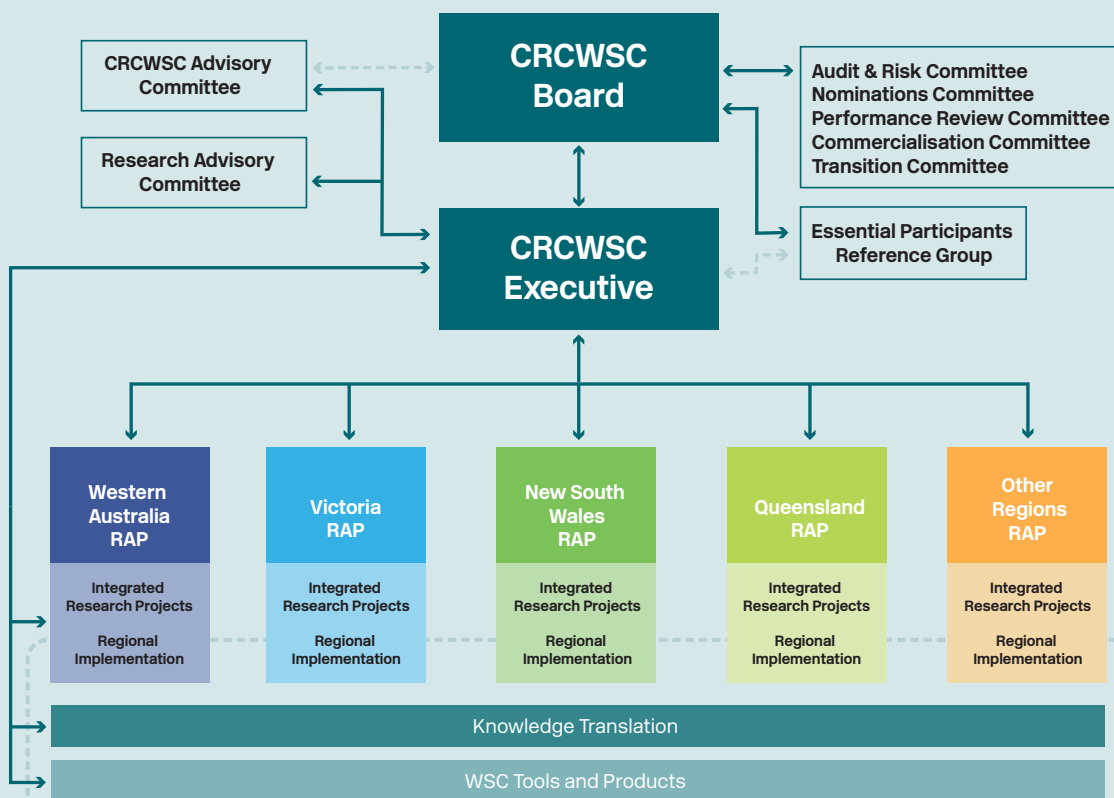 CRCWSC Advisory
Committee
CRCWSC
Board
Audit & Risk Committee
Nominations Committee
Performance Review Committee
Commercialisation Committee
Transition Committee
Research Advisory
Committee
CRCWSC
Executive
Essential Participants
Reference Group
Western
Australia
RAP
Integrated
Research Projects
Regional
Implementation
Victoria
RAP
Integrated
Research Projects
Regional
Implementation
New South
Wales
RAP
Integrated
Research Projects
Regional
Implementation
Queensland
RAP
Integrated
Research Projects
Regional
Implementation
Other
Regions
RAP
Integrated
Research Projects
Regional
Implementation
Knowledge Translation
WSC Tools and Products